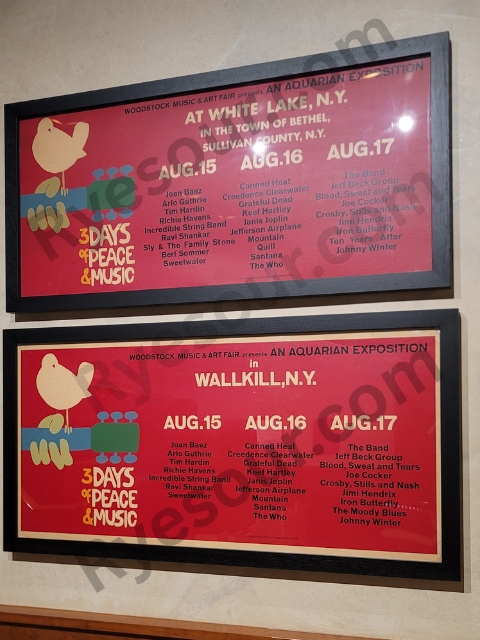 WOODSTOCK MUSIC & ART FAIR presents AN AQUARIAN EXPOSITION
AT WHITE LAKE, N.Y.
IN THE TOWN OF BETHEL,
SULLIVAN COUNTY, N.Y.
AUG.15
Joan Baez
Arlo Guthrie
Tim Hardin
Richie Havens
Incredible String Band
Ravi Shankar
Sly & The Family Stone
Bert Sommer
Sweetwater
AUG.16
Canned Heat
Creedence Clearwater
Grateful Dead
Keef Hartley
Janis Joplin
Jefferson Airplane
Mountain
Quill
Santana
The Who
AUG.17
The Band
Jeff Beck Group
Blood, Sweat and Tears
Joe Cocker
Crosby, Stills and Nash
Jimi Hendrix
Iron Butterfly
Ten Years After
Johnny Winter
3 DAYS
of PEACE
& MUSIC
WOODSTOCK MUSIC & ART FAIR presents AN AQUARIAN EXPOSITION
in
WALLKILL, N.Y.
AUG.15
Joan Baez
Arlo Guthrie
Tim Hardin
Richie Havens
Incredible String Band
Ravi Shankar
Sweetwater
AUG.16
Canned Heat
Creedence Clearwater
Grateful Dead
Keef Hartley
Janis Joplin
Jefferson Airplane
Mountain
Santana
The Who
AUG.17
The Band
Jeff Beck Group
Blood, Sweat and Tears
Joe Cocker
Crosby, Stills and Nash
Jimi Hendrix
Iron Butterfly
The Moody Blues
Johnny Winter
3 DAYS
of PEACE
& MUSIC
Ryesour.com
Ryesour.com
Ryesour.com